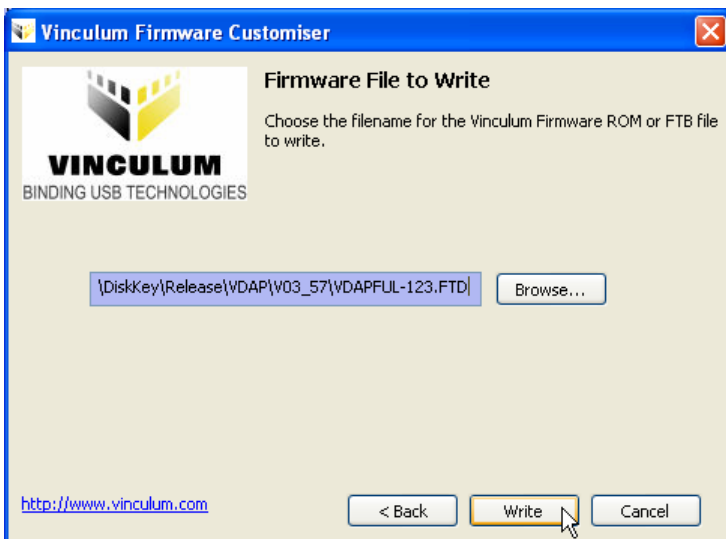 Vinculum Firmware Customiser
VINCULUM
BINDING USB TECHNOLOGIES
Firmware File to Write
Choose the filename for the Vinculum Firmware ROM or FTB file
to write.
\DiskKey\Release\VDAP\V03_57\VDAPFUL-123.FTD
Browse...
http://www.vinculum.com
< Back
Write
Cancel